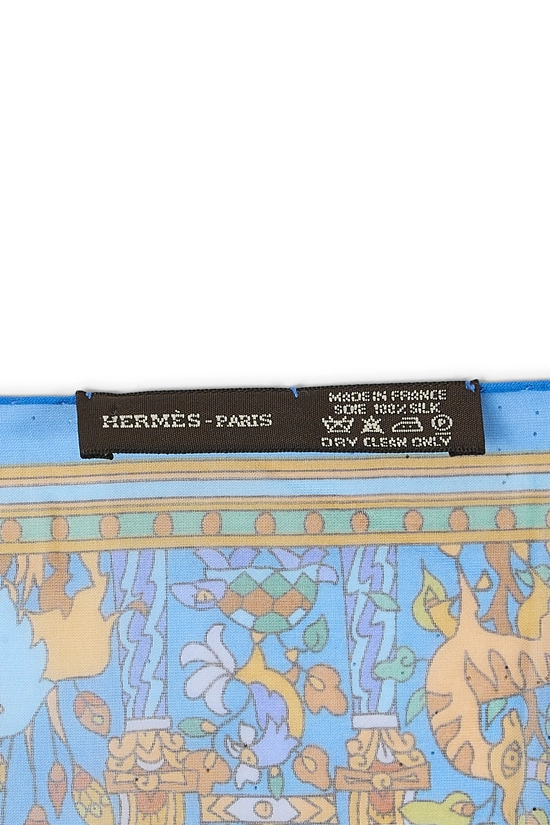 HERMÈS-PARIS
MADE IN FRANCE
SOIE 100% SILK
DRY CLEAN ONLY